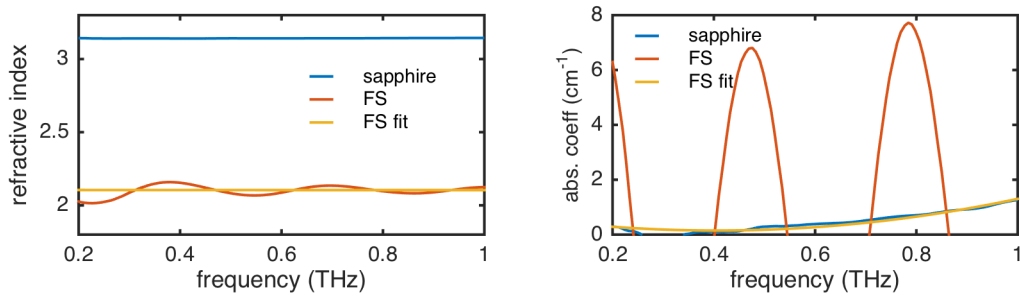 refractive index
3
2.5
2
sapphire
FS
FS fit
0.2
0.4
0.6
0.8
1
frequency (THz)
abs. coeff (cm⁻¹)
8
6
4
2
0
sapphire
FS
FS fit
0.2
0.4
0.6
0.8
1
frequency (THz)